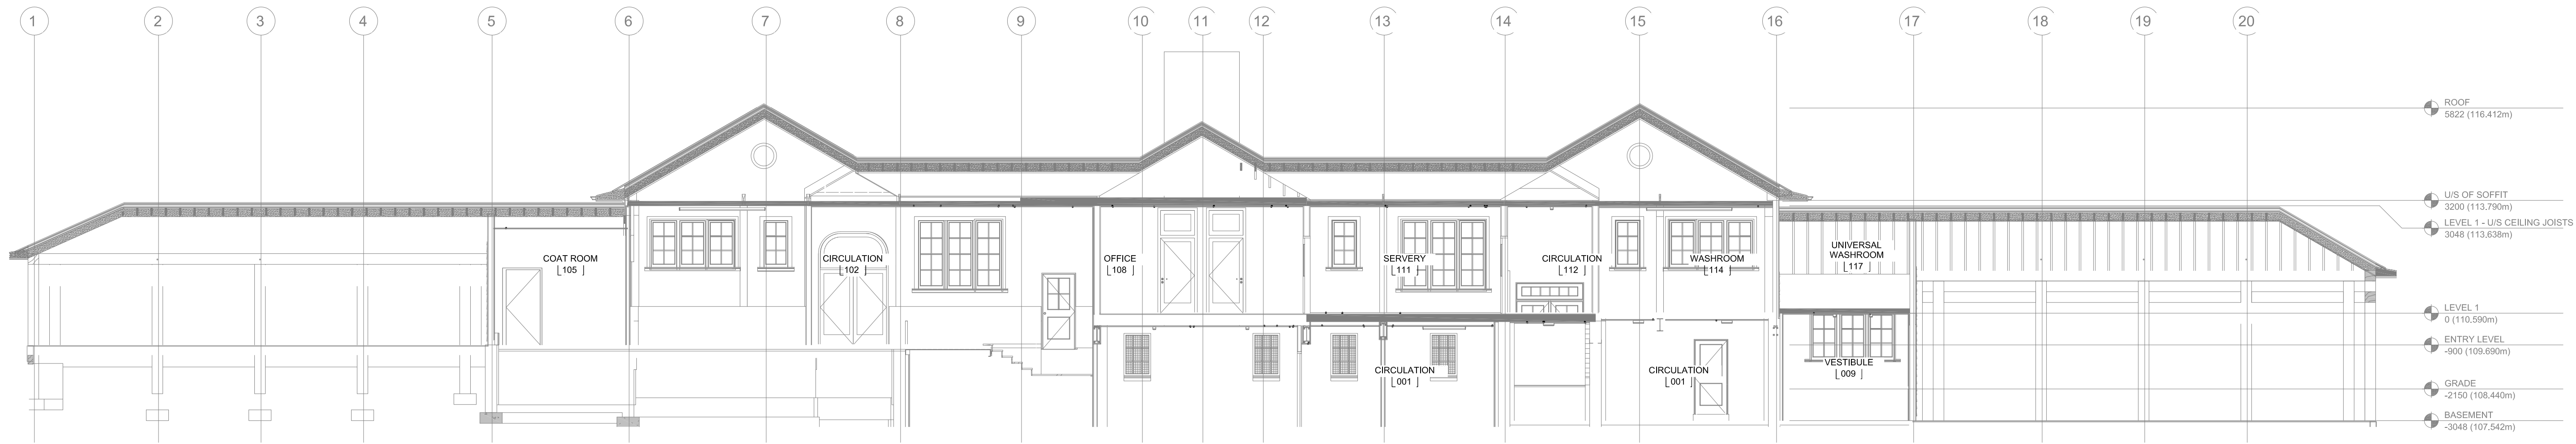 1 2 3 4 5 6 7 8 9 10 11 12 13 14 15 16 17 18 19 20
ROOF
5822 (116,412m)
U/S OF SOFFIT
3200 (113,790m)
LEVEL 1 - U/S CEILING JOISTS
3048 (113,638m)
UNIVERSAL
WASHROOM
117
COAT ROOM
105
CIRCULATION
102
OFFICE
108
SERVERY
111
CIRCULATION
112
WASHROOM
114
LEVEL 1
0 (110,590m)
ENTRY LEVEL
-900 (109.690m)
CIRCULATION
001
CIRCULATION
001
VESTIBULE
009
GRADE
-2150 (108,440m)
BASEMENT
-3048 (107,542m)